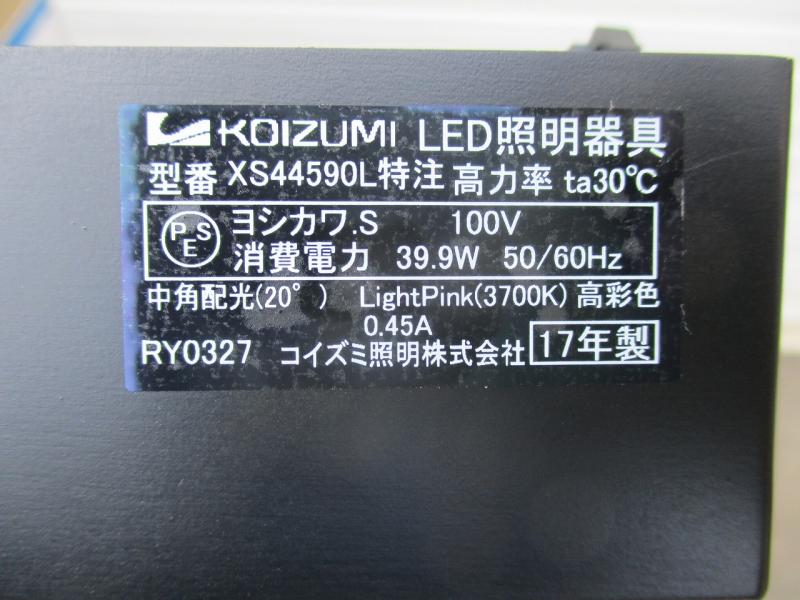 KOIZUMI LED照明器具
型番 XS44590L特注 高力率 ta30℃
PSE ヨシカワ.S 100V
消費電力 39.9W 50/60Hz
中角配光(20°) LightPink(3700K) 高彩色
0.45A
RY0327 コイズミ照明株式会社 17年製